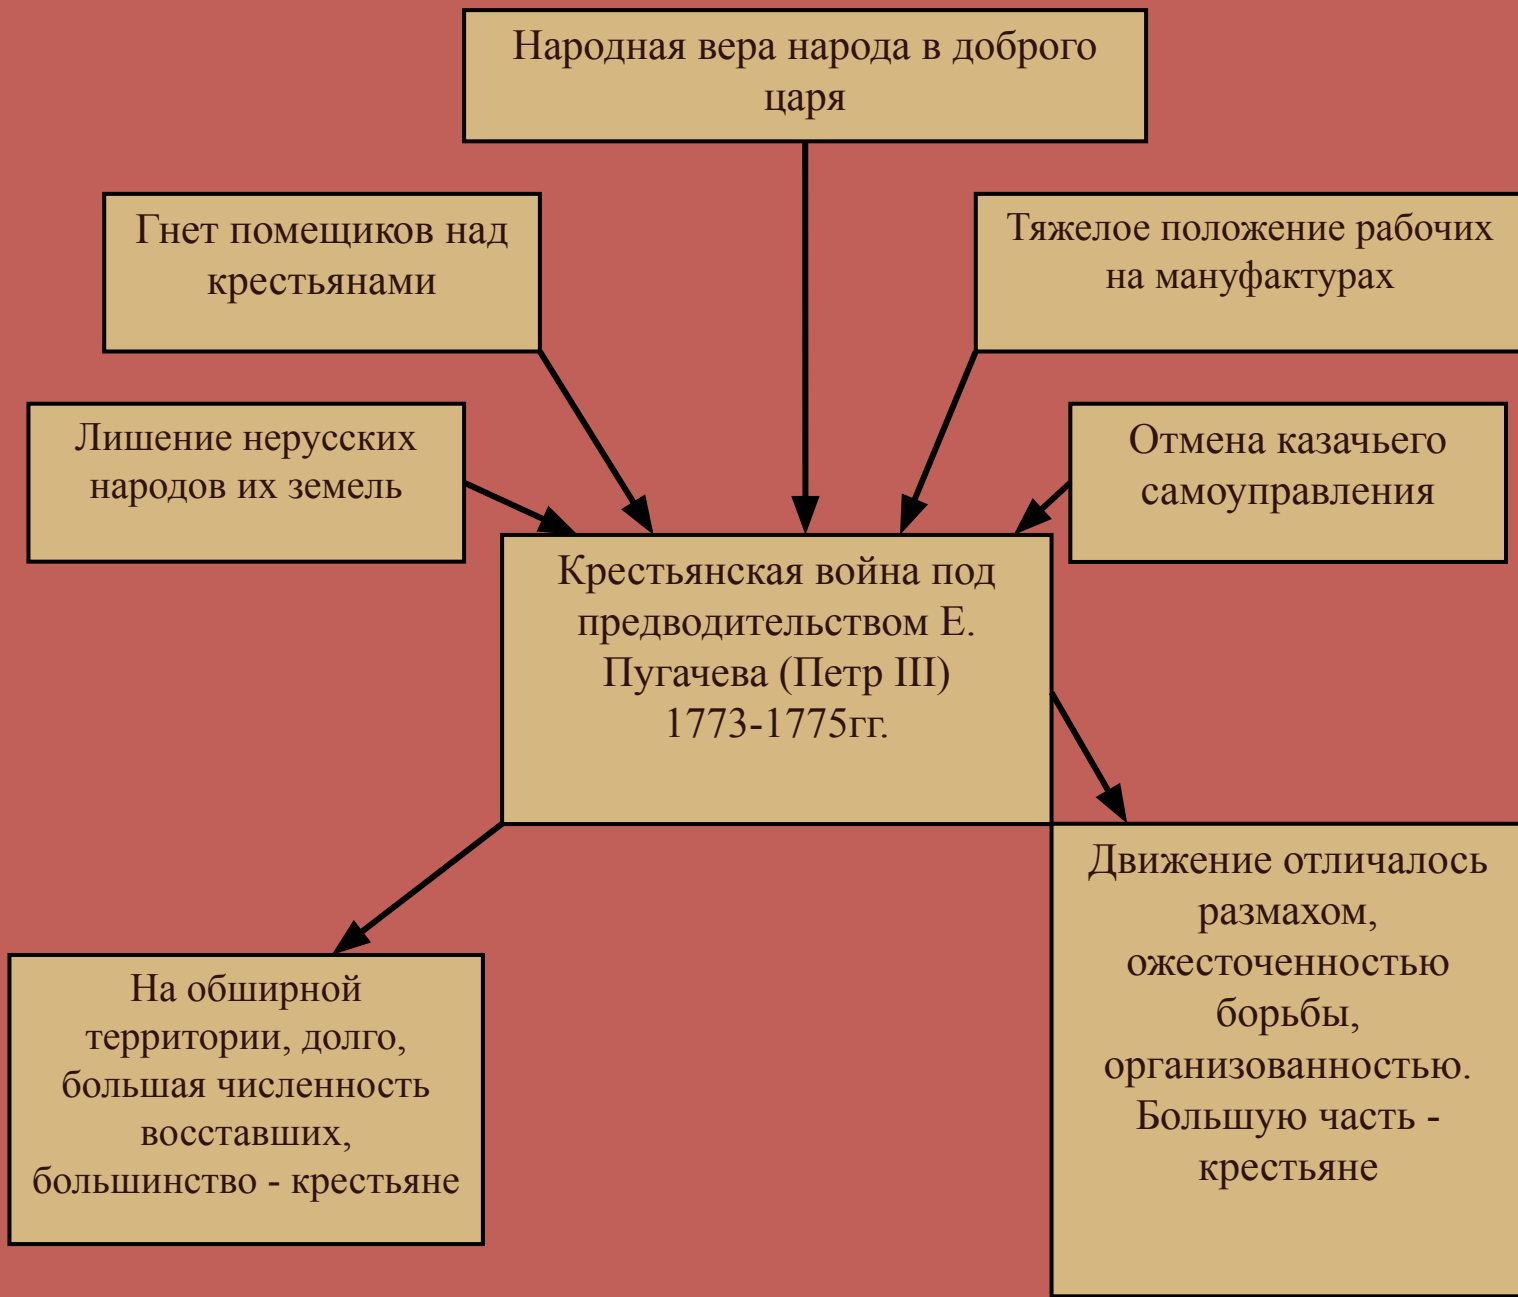 Народная вера народа в доброго
царя
Гнет помещиков над
крестьянами
Тяжелое положение рабочих
на мануфактурах
Лишение нерусских
народов их земель
Отмена казачьего
самоуправления
Крестьянская война под
предводительством Е.
Пугачева (Петр III)
1773-1775гг.
Движение отличалось
размахом,
ожесточенностью
борьбы,
организованностью.
Большую часть -
крестьяне
На обширной
территории, долго,
большая численность
восставших,
большинство - крестьяне